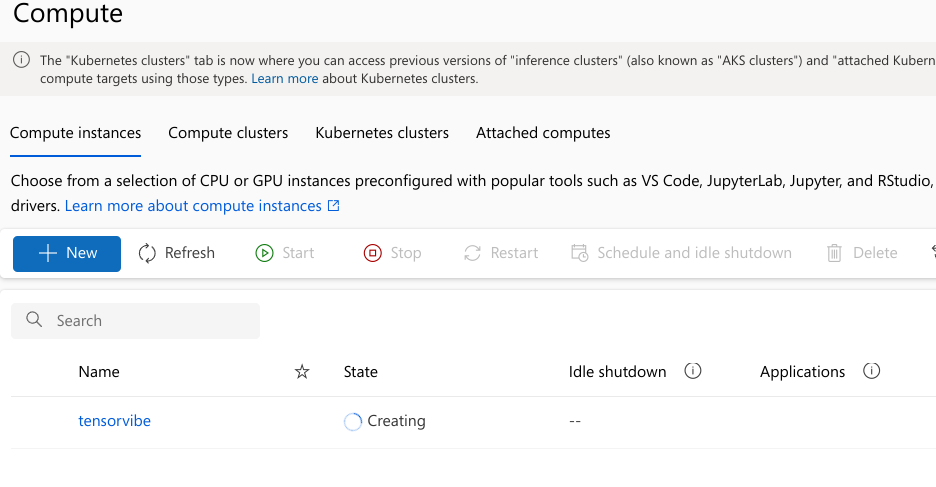 Compute
The "Kubernetes clusters" tab is now where you can access previous versions of "inference clusters" (also known as "AKS clusters") and "attached Kubern
compute targets using those types. Learn more about Kubernetes clusters.
Compute instances Compute clusters Kubernetes clusters Attached computes
Choose from a selection of CPU or GPU instances preconfigured with popular tools such as VS Code, JupyterLab, Jupyter, and RStudio,
drivers. Learn more about compute instances
New Refresh Start Stop Restart Schedule and idle shutdown Delete
Search
Name State Idle shutdown Applications
tensorvibe Creating --